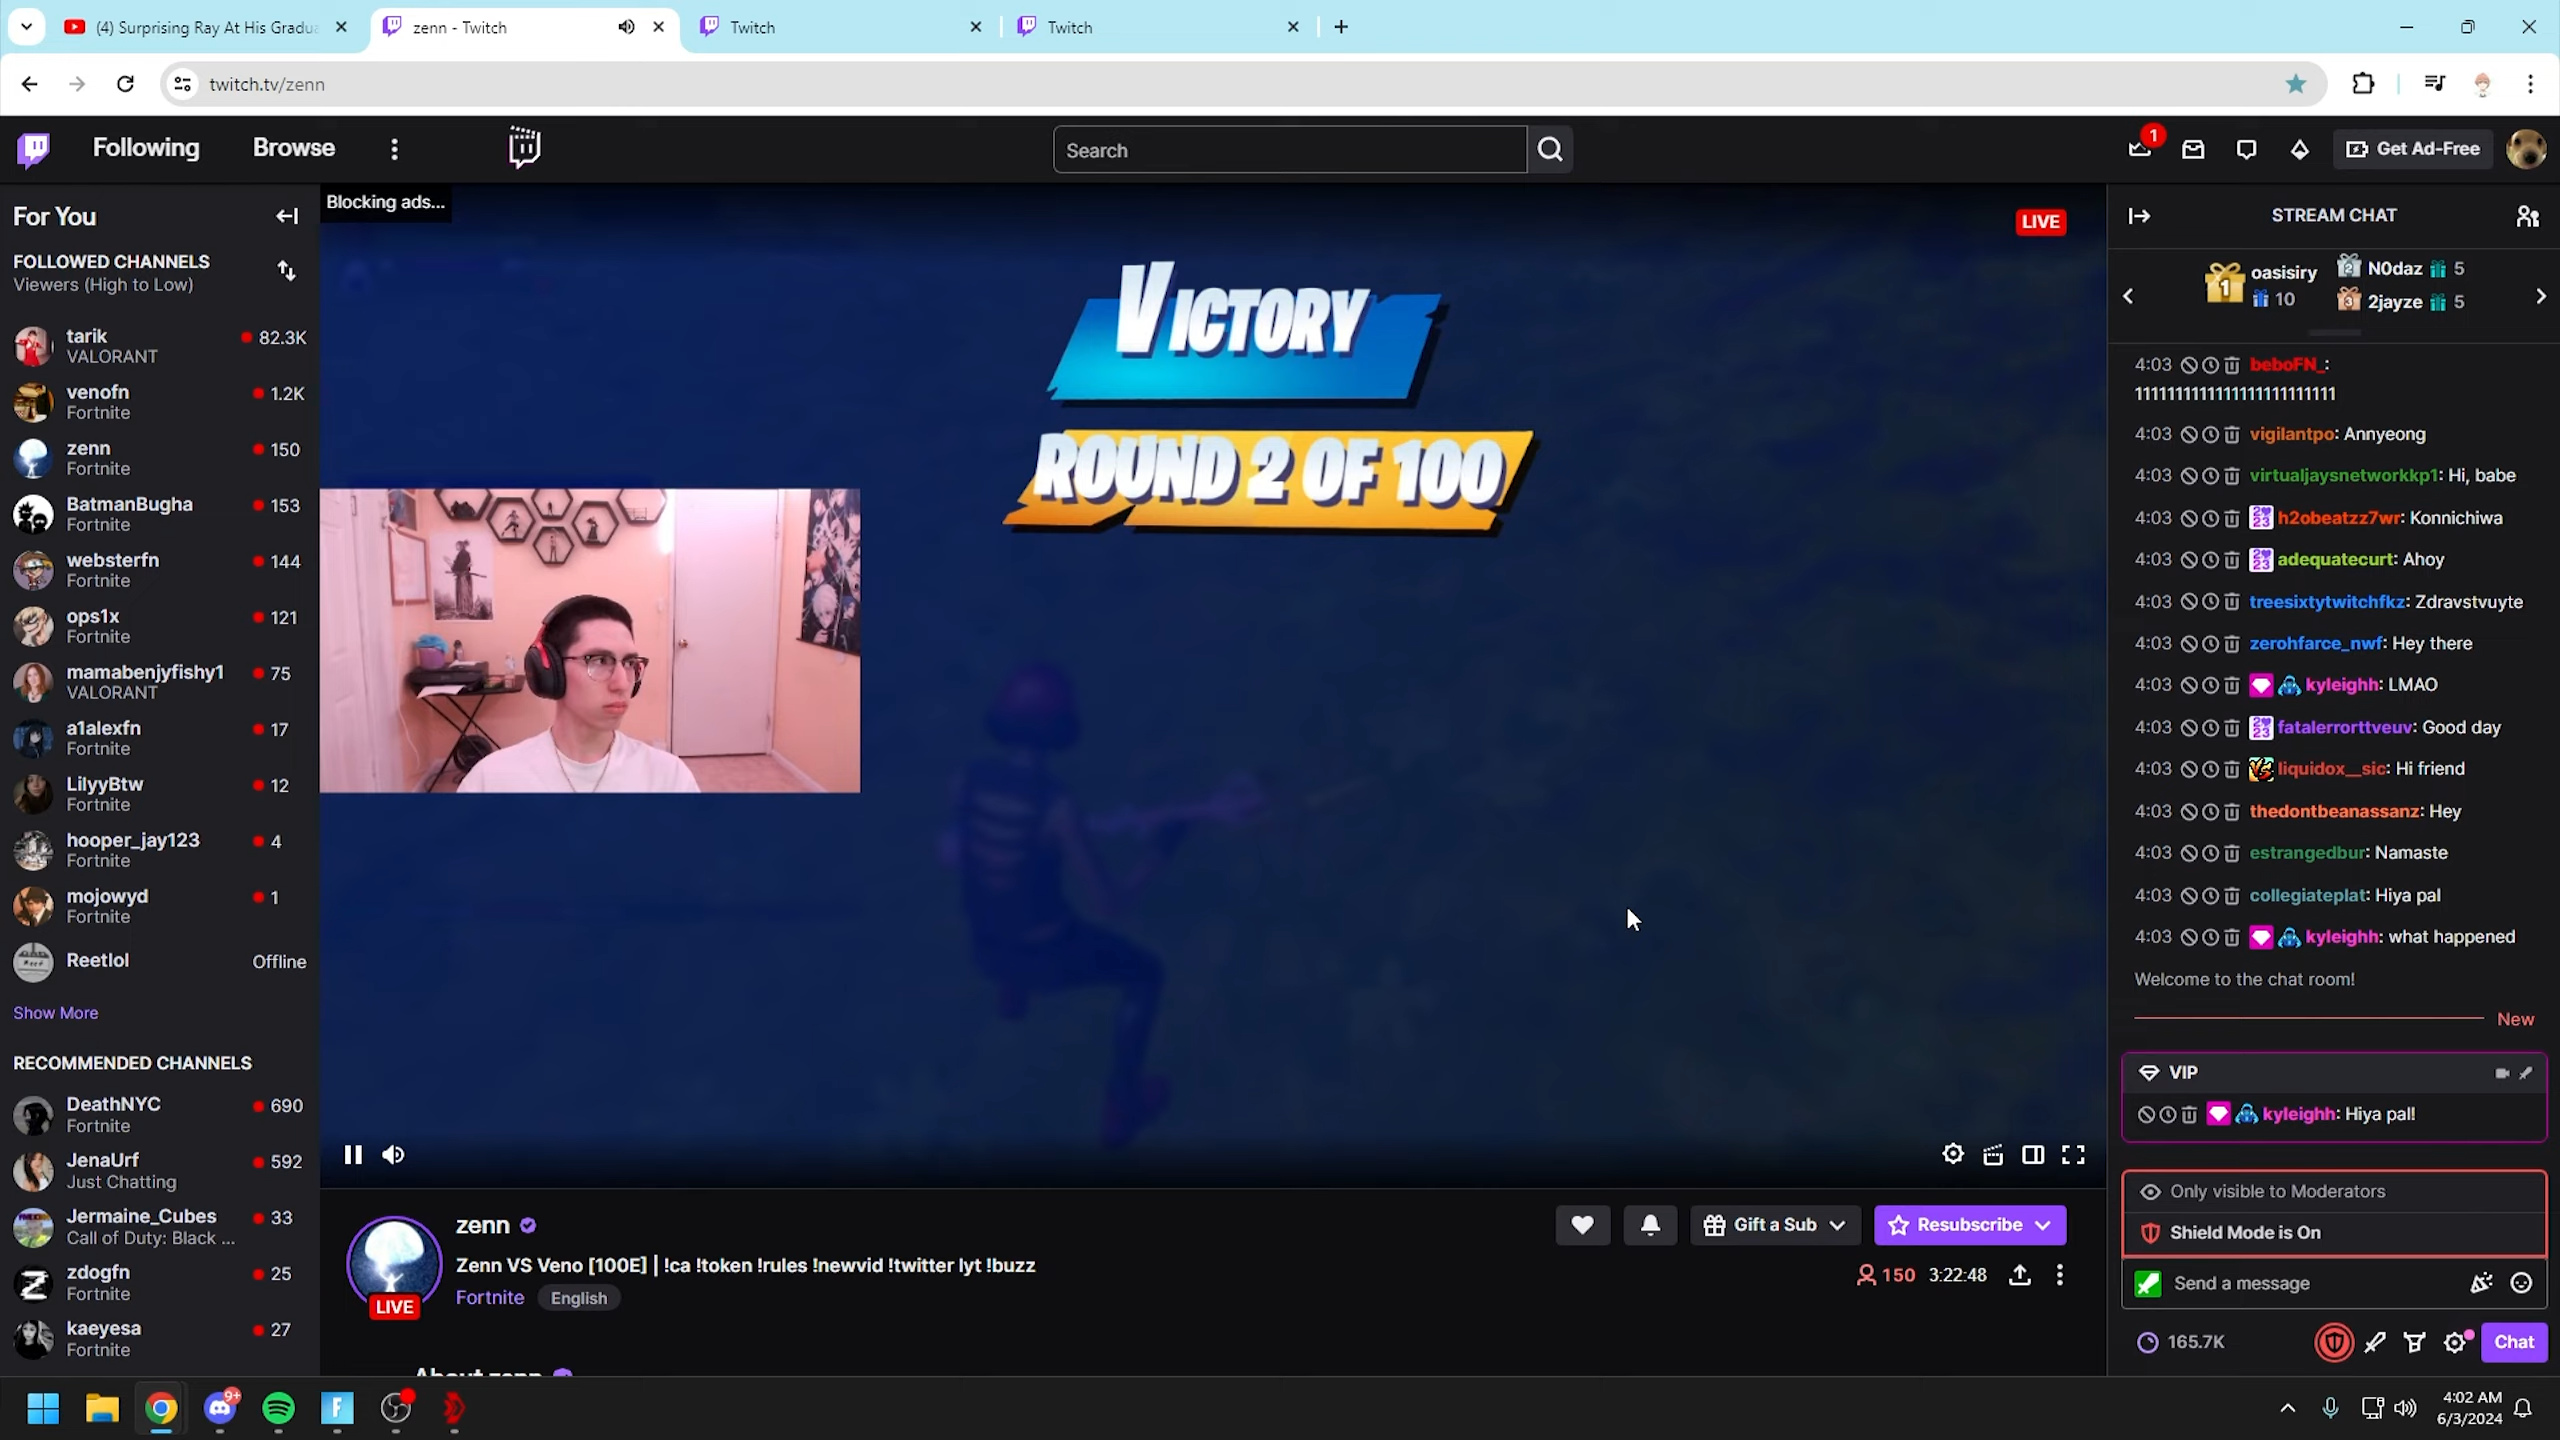 (4) Surprising Ray At His Gradu
zenn - Twitch
Twitch
Twitch
twitch.tv/zenn
Following
Browse
Search
1
Get Ad-Free
For You
FOLLOWED CHANNELS
Viewers (High to Low)
tarik
82.3K
VALORANT
venofn
1.2K
Fortnite
zenn
150
Fortnite
BatmanBugha
153
Fortnite
websterfn
144
Fortnite
ops1x
121
Fortnite
mamabenjyfishy1
75
VALORANT
a1alexfn
17
Fortnite
LilyyBtw
12
Fortnite
hooper_jay123
4
Fortnite
mojowyd
1
Fortnite
Reetlol
Offline
Show More
RECOMMENDED CHANNELS
DeathNYC
690
Fortnite
JenaUrf
592
Just Chatting
Jermaine_Cubes
33
Call of Duty: Black ...
zdogfn
25
Fortnite
kaeyesa
27
Fortnite
Blocking ads...
LIVE
VICTORY
ROUND 2 OF 100
zenn
Zenn VS Veno [100E] | !ca !token !rules !newvid !twitter lyt !buzz
Fortnite
English
LIVE
Gift a Sub
Resubscribe
150
3:22:48
STREAM CHAT
1
oasisiry
10
2
N0daz
5
3
2jayze
5
4:03 beboFN_:
111111111111111111111111
4:03 vigilantpo: Annyeong
4:03 virtualjaysnetworkkp1: Hi, babe
4:03 h2obeatzz7wr: Konnichiwa
4:03 adequatecurt: Ahoy
4:03 treesixtytwitchfkz: Zdravstvuyte
4:03 zerohfarce_nwf: Hey there
4:03 kyleighh: LMAO
4:03 fatalerrorttveuv: Good day
4:03 liquidox__sic: Hi friend
4:03 thedontbeanassanz: Hey
4:03 estrangedbur: Namaste
4:03 collegiateplat: Hiya pal
4:03 kyleighh: what happened
Welcome to the chat room!
New
VIP
kyleighh: Hiya pal!
Only visible to Moderators
Shield Mode is On
Send a message
165.7K
Chat
9+
4:02 AM
6/3/2024